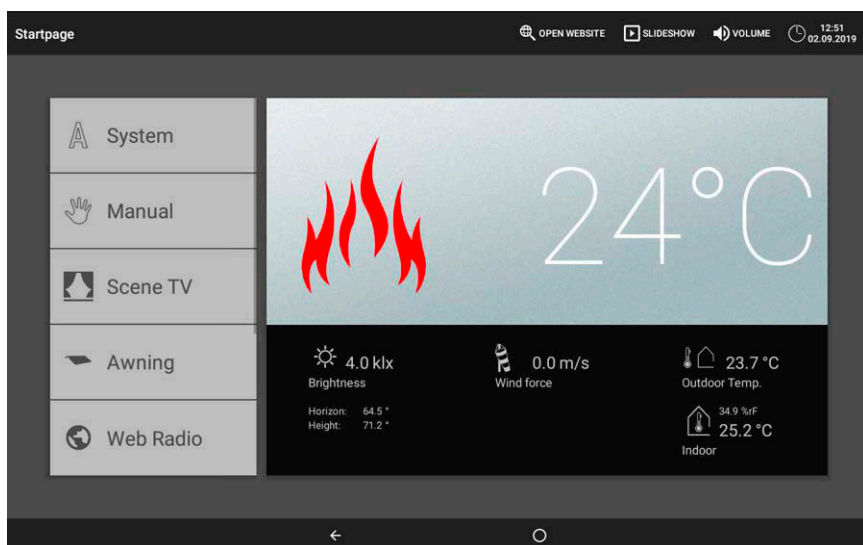 Startpage
OPEN WEBSITE
SLIDESHOW
VOLUME
12:51
02.09.2019
System
Manual
Scene TV
Awning
Web Radio
24°C
4.0 klx
Brightness
Horizon: 64.5 °
Height: 71.2 °
0.0 m/s
Wind force
23.7 °C
Outdoor Temp.
34.9 %rF
25.2 °C
Indoor